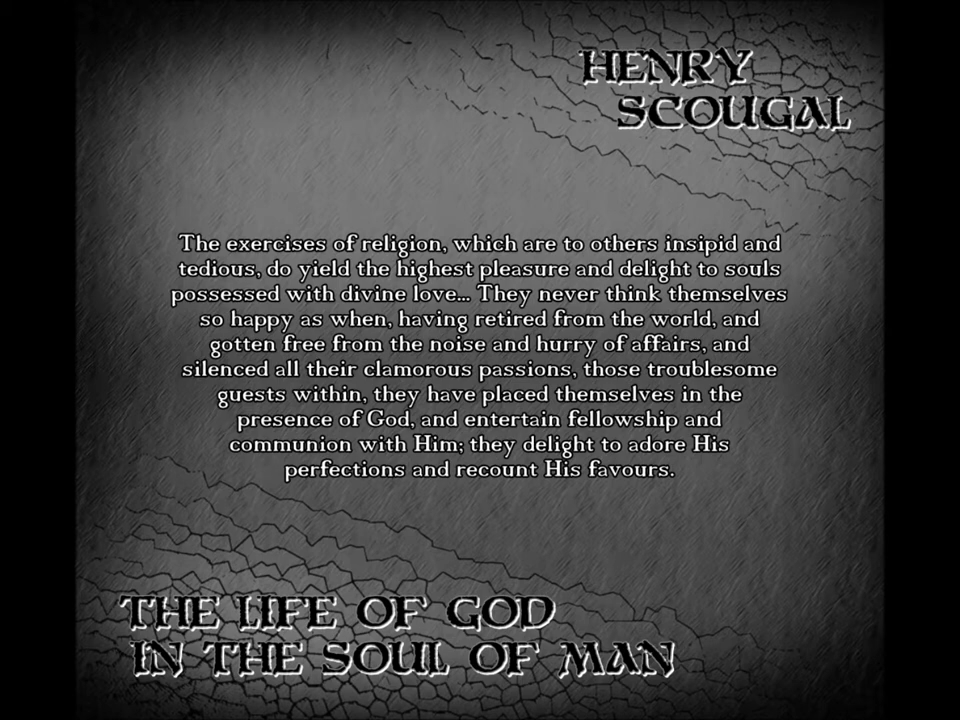 HENRY
SCOUGAL
The exercises of religion, which are to others insipid and
tedious, do yield the highest pleasure and delight to souls
possessed with divine love... They never think themselves
so happy as when, having retired from the world, and
gotten free from the noise and hurry of affairs, and
silenced all their clamorous passions, those troublesome
guests within, they have placed themselves in the
presence of God, and entertain fellowship and
communion with Him; they delight to adore His
perfections and recount His favours.
THE LIFE OF GOD
IN THE SOUL OF MAN